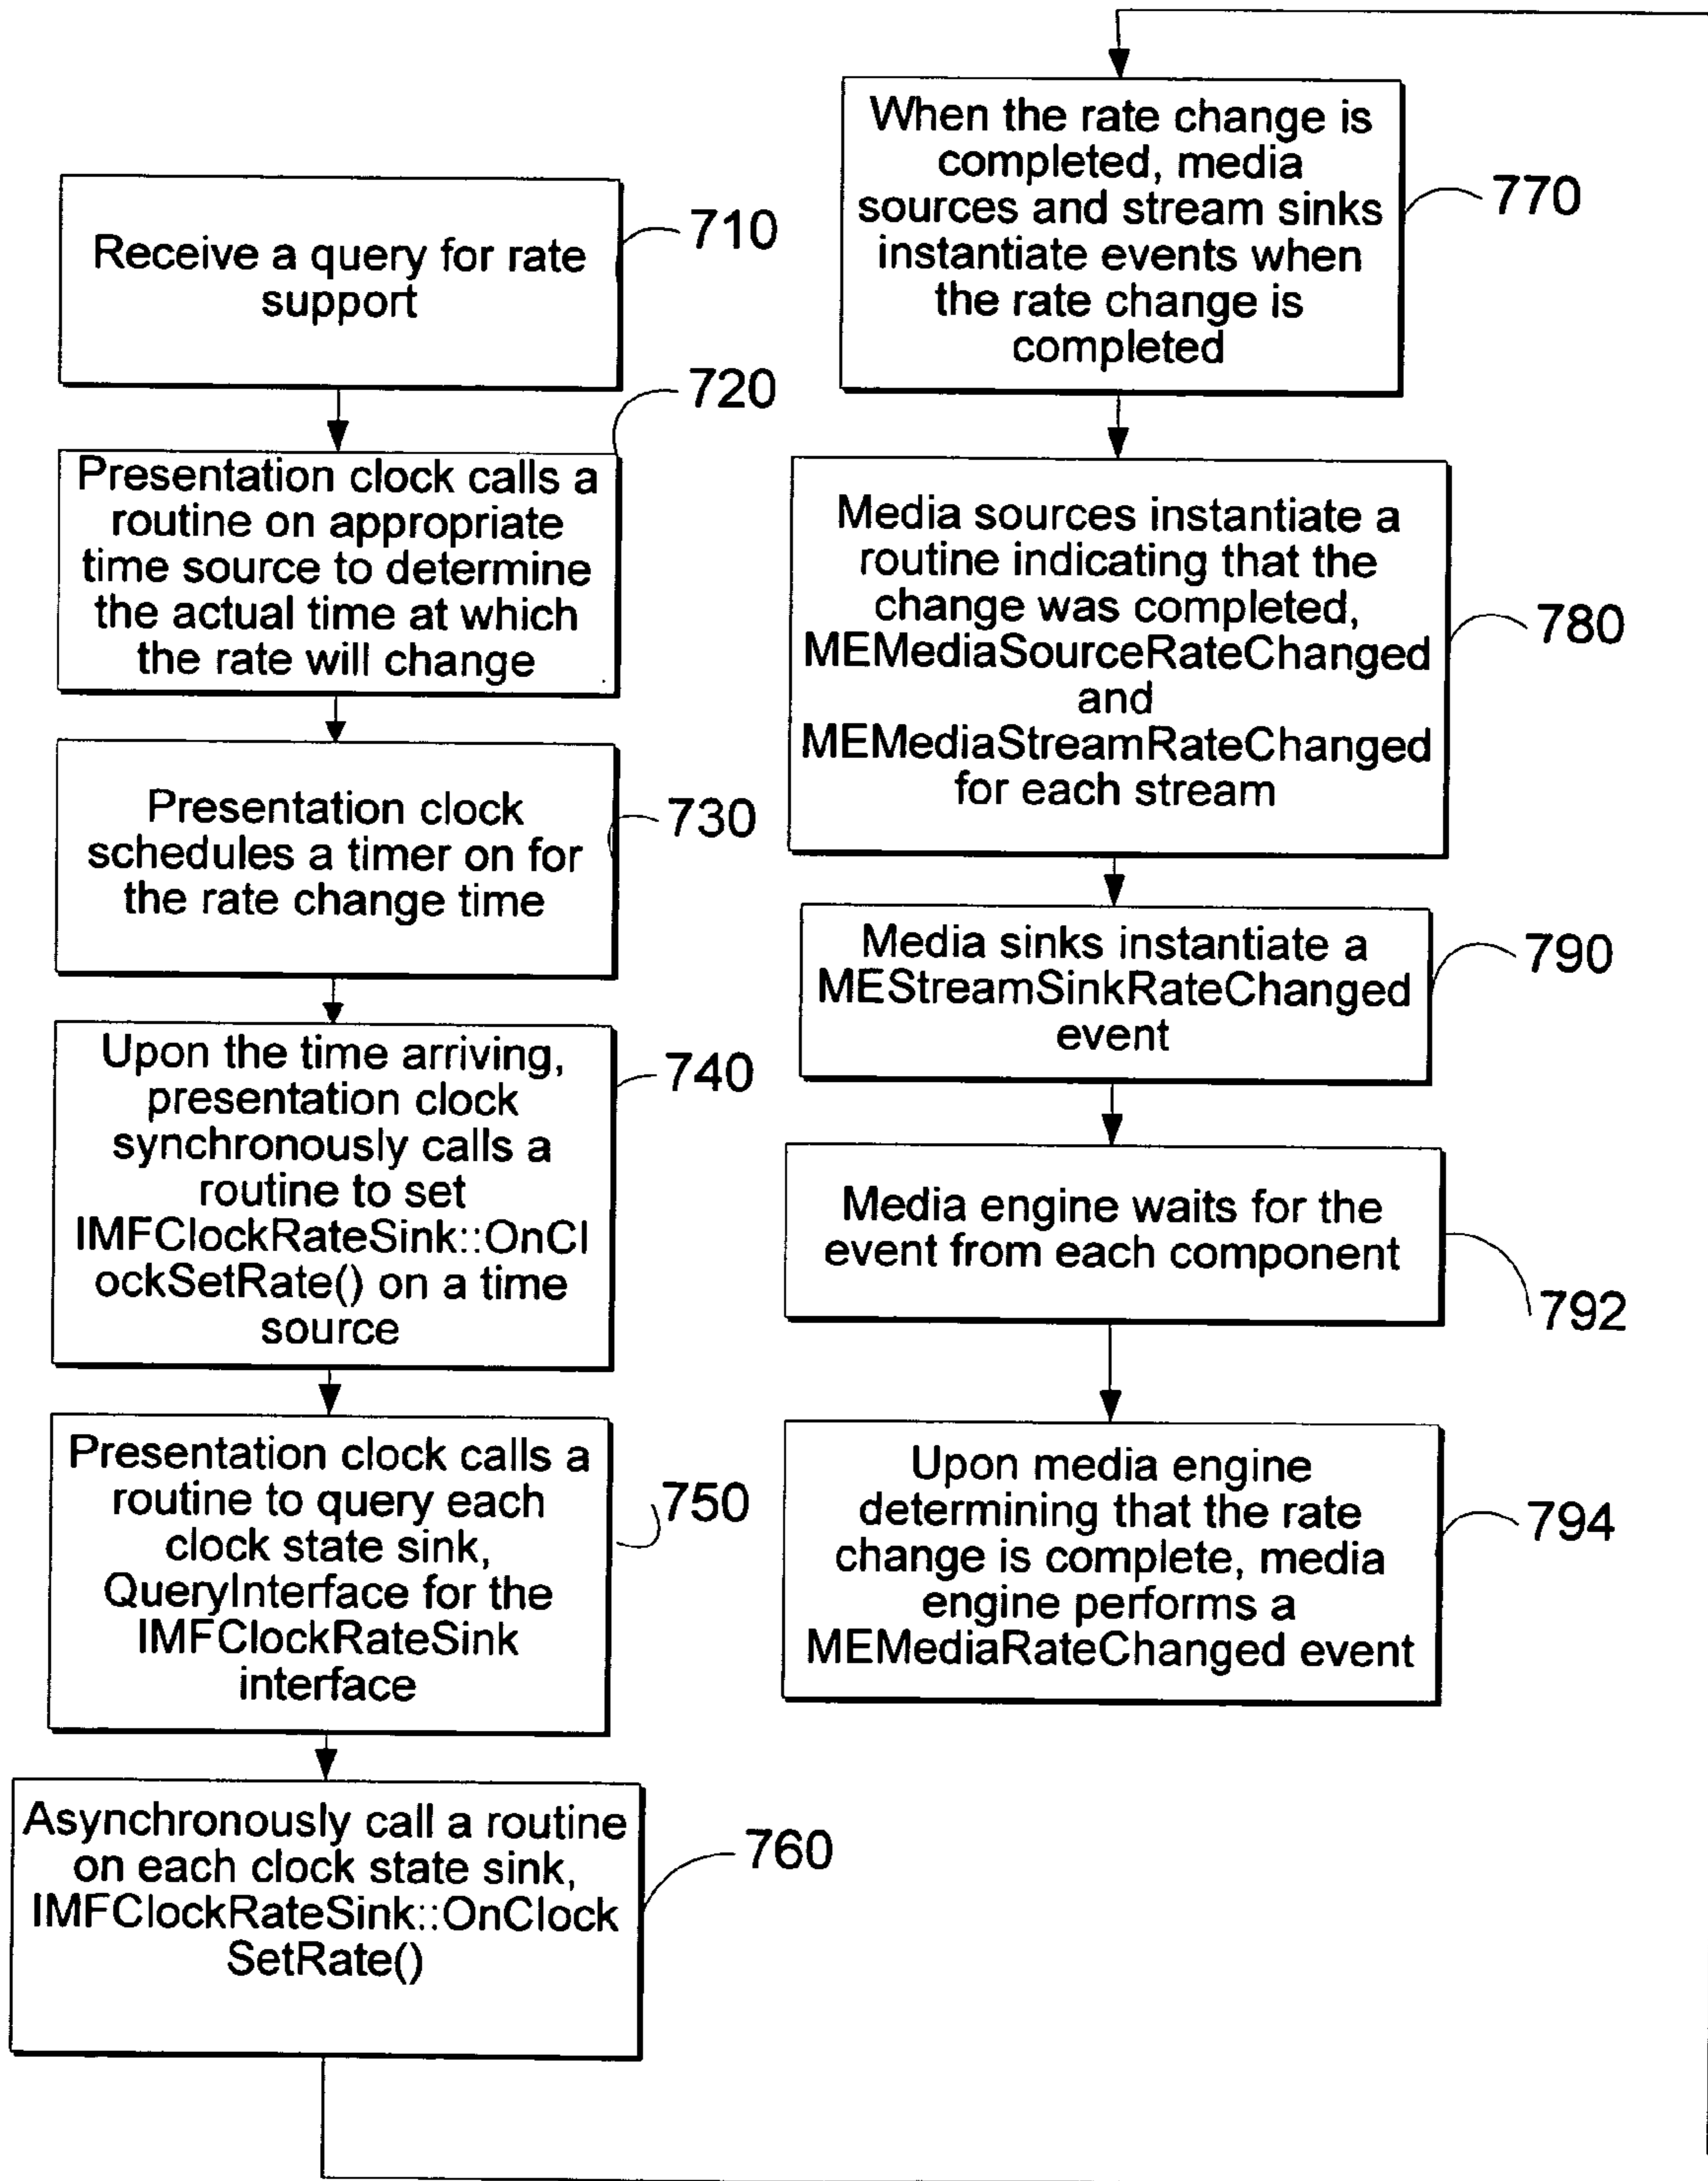 Receive a query for rate
support
710
720
Presentation clock calls a
routine on appropriate
time source to determine
the actual time at which
the rate will change
Presentation clock
schedules a timer on for
the rate change time
730
Upon the time arriving,
presentation clock
synchronously calls a
routine to set
IMFClockRateSink::OnCl
ockSetRate() on a time
source
740
Presentation clock calls a
routine to query each
clock state sink,
QueryInterface for the
IMFClockRateSink
interface
750
Asynchronously call a routine
on each clock state sink,
IMFClockRateSink::OnClock
SetRate()
760
When the rate change is
completed, media
sources and stream sinks
instantiate events when
the rate change is
completed
770
Media sources instantiate a
routine indicating that the
change was completed,
MEMediaSourceRateChanged
and
MEMediaStreamRateChanged
for each stream
780
Media sinks instantiate a
MEStreamSinkRateChanged
event
790
Media engine waits for the
event from each component
792
Upon media engine
determining that the rate
change is complete, media
engine performs a
MEMediaRateChanged event
794